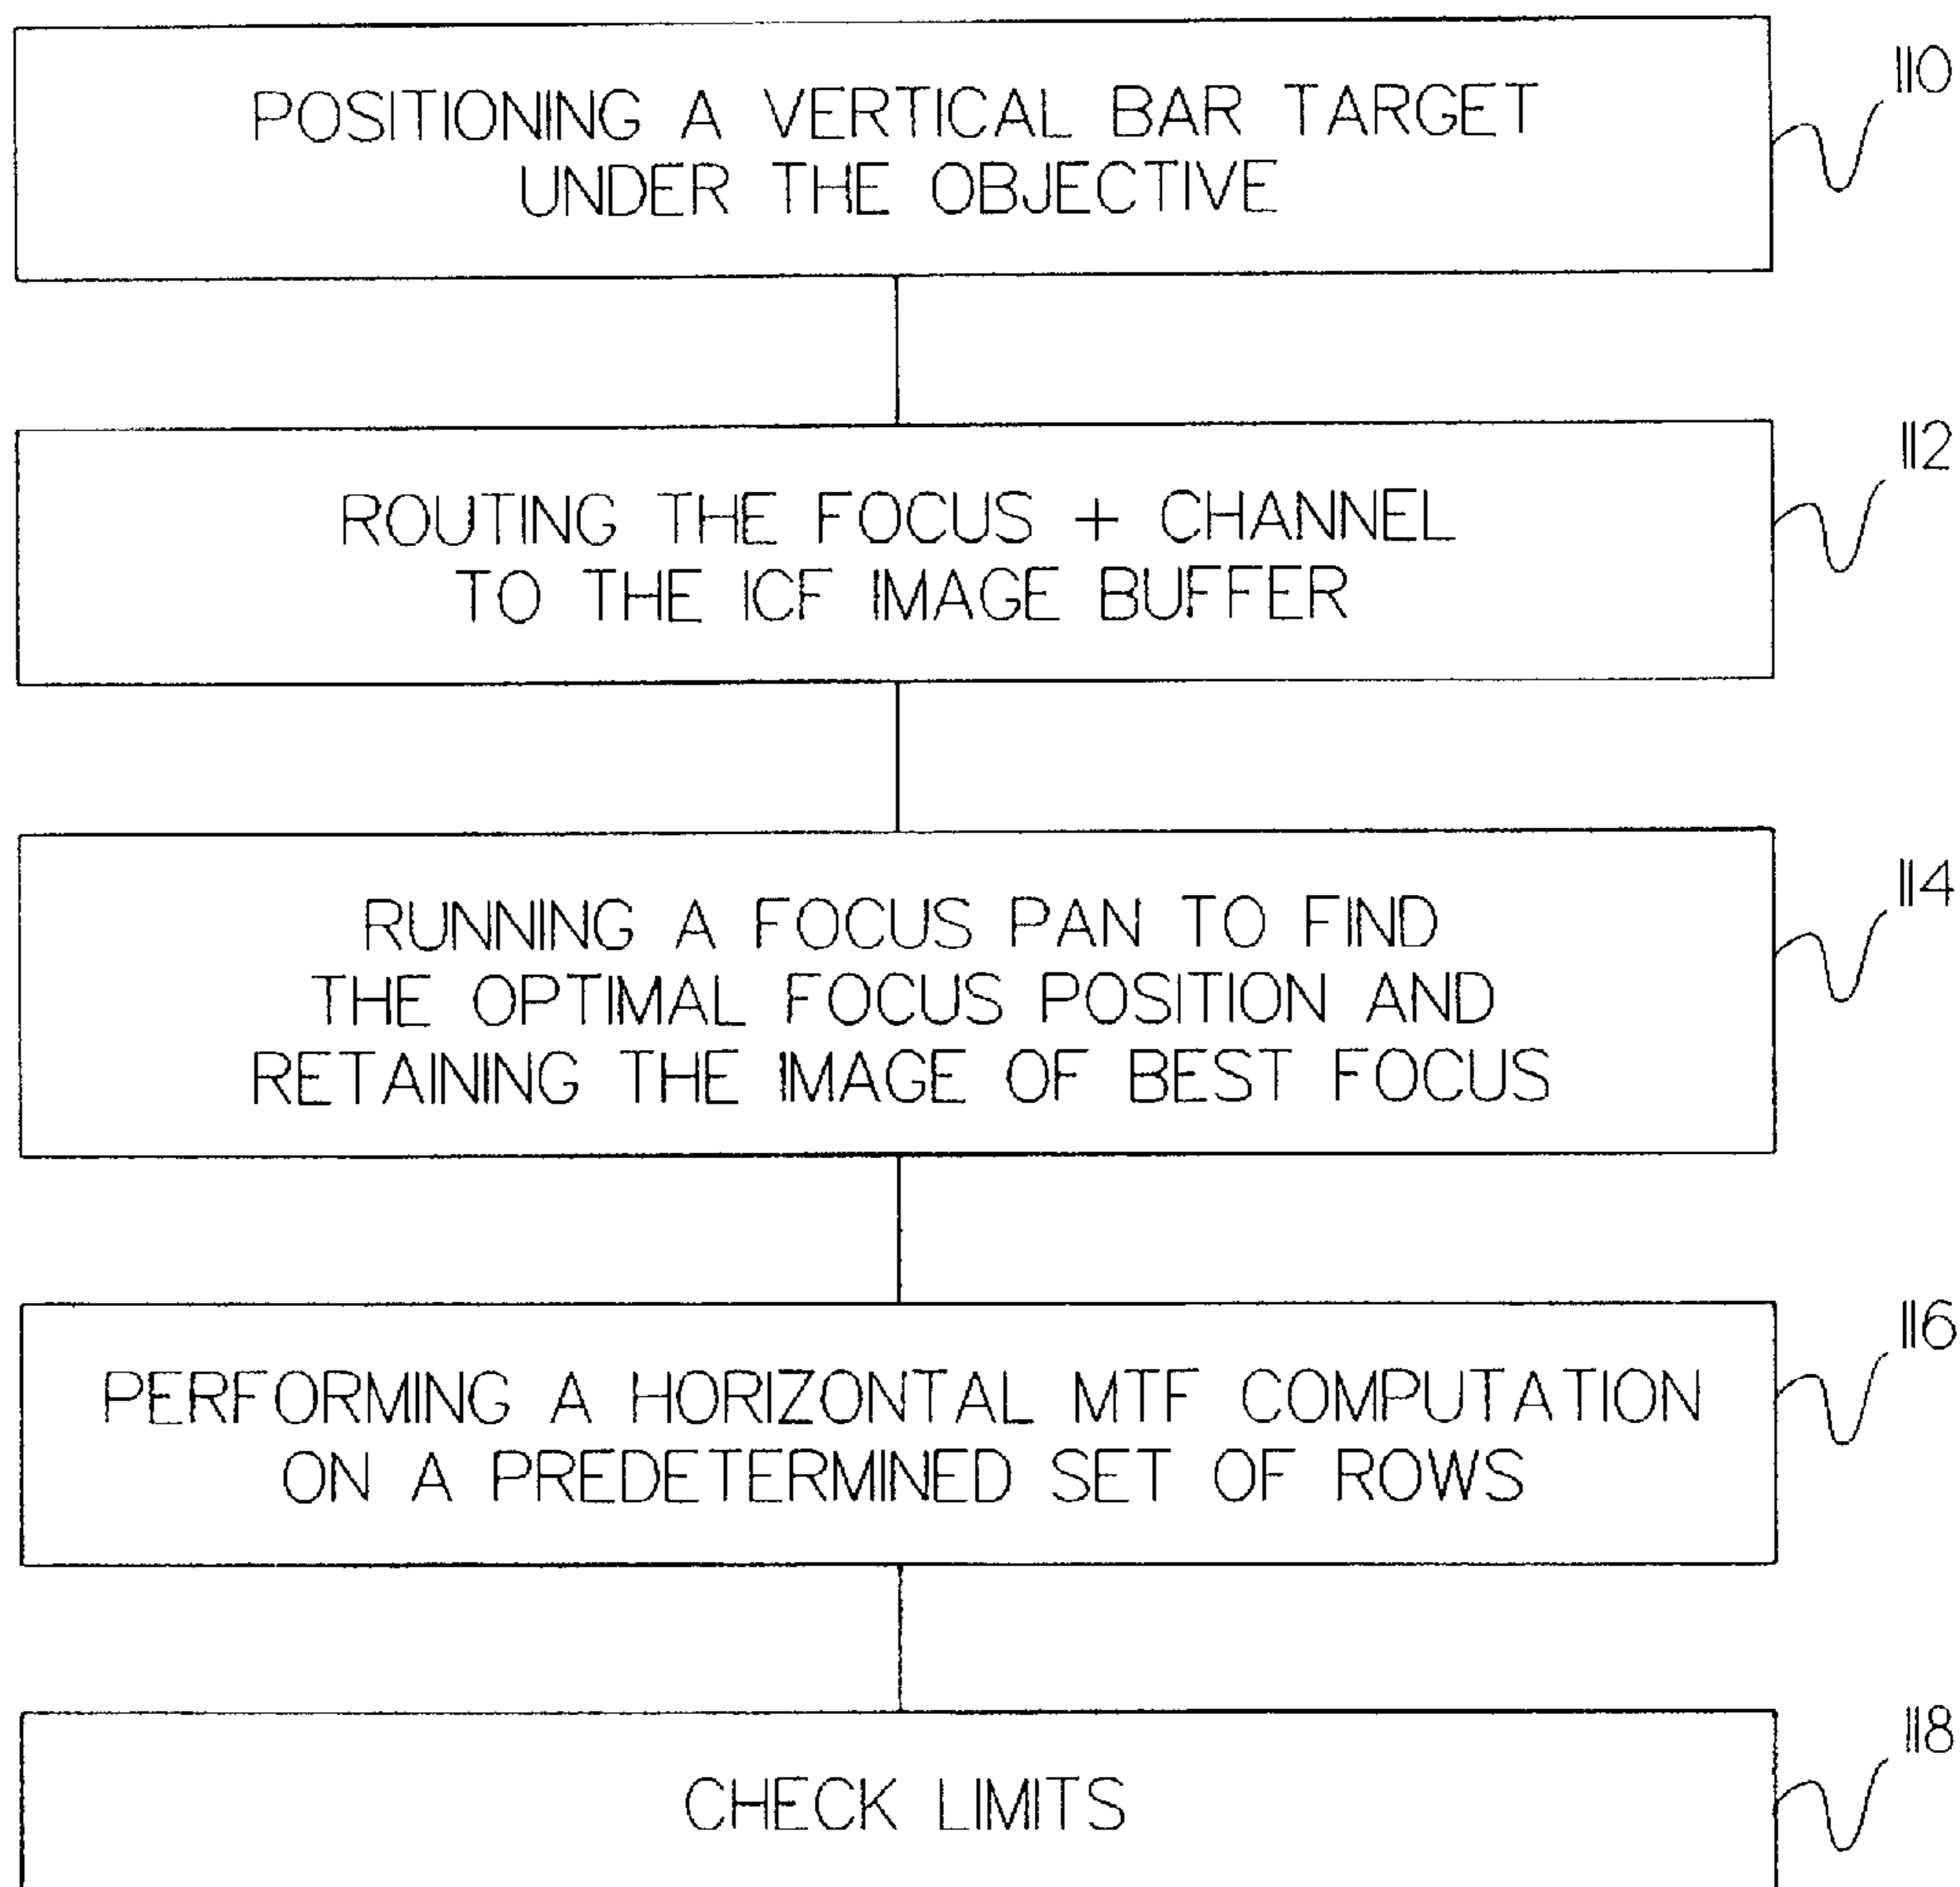 110
POSITIONING A VERTICAL BAR TARGET
UNDER THE OBJECTIVE
112
ROUTING THE FOCUS + CHANNEL
TO THE ICF IMAGE BUFFER
114
RUNNING A FOCUS PAN TO FIND
THE OPTIMAL FOCUS POSITION AND
RETAINING THE IMAGE OF BEST FOCUS
116
PERFORMING A HORIZONTAL MTF COMPUTATION
ON A PREDETERMINED SET OF ROWS
118
CHECK LIMITS